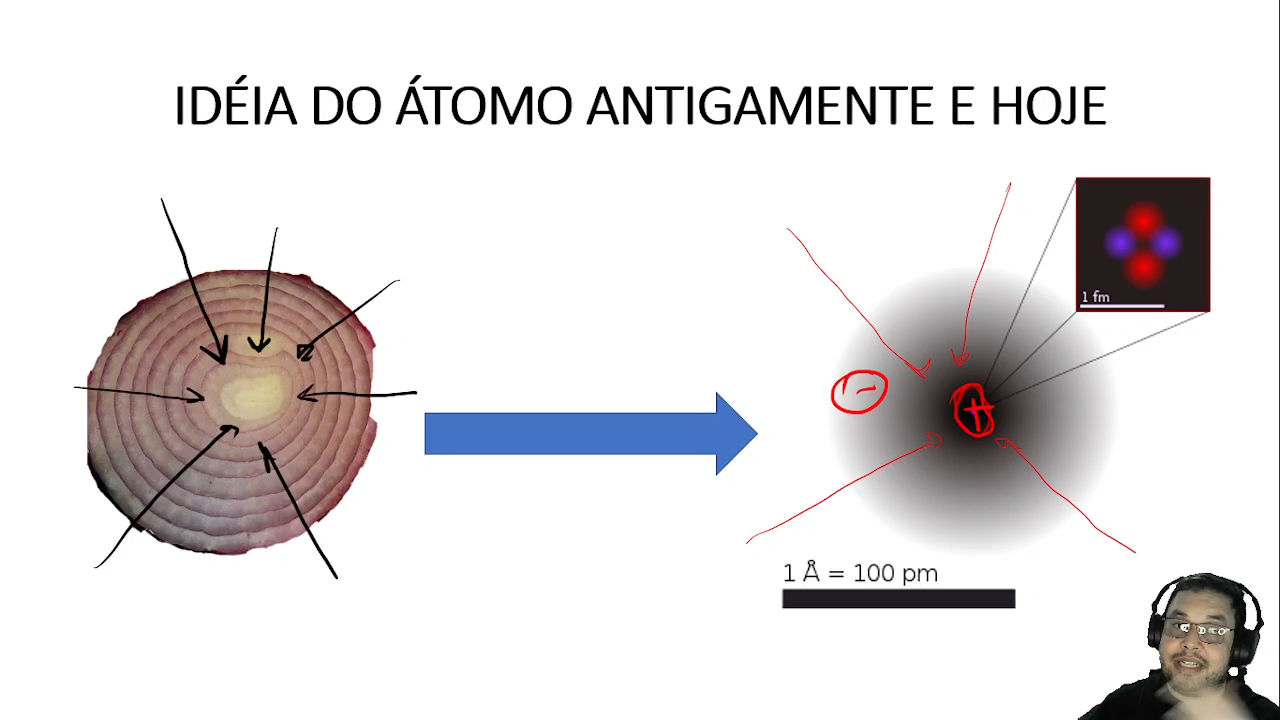 IDÉIA DO ÁTOMO ANTIGAMENTE E HOJE
1 fm
-
+
1 Å = 100 pm